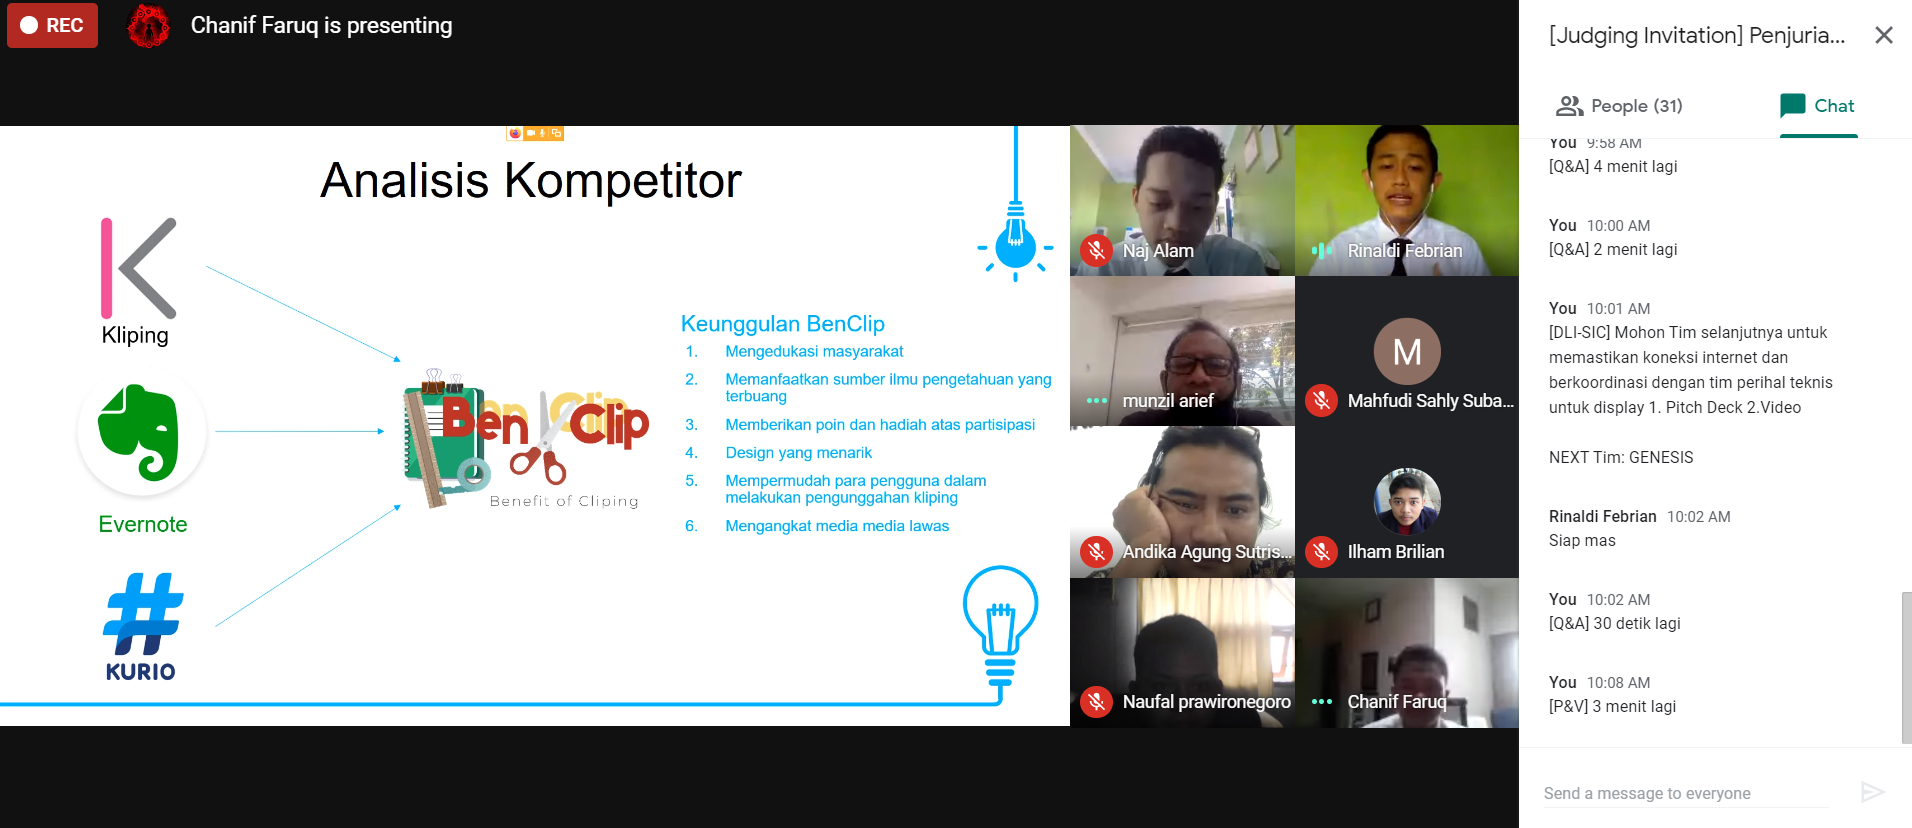 REC
Chanif Faruq is presenting
Analisis Kompetitor
Kliping
Evernote
KURIO
Ben Clip
Benefit of Cliping
Keunggulan BenClip
1. Mengedukasi masyarakat
2. Memanfaatkan sumber ilmu pengetahuan yang
terbuang
3. Memberikan poin dan hadiah atas partisipasi
4. Design yang menarik
5. Mempermudah para pengguna dalam
melakukan pengunggahan kliping
6. Mengangkat media media lawas
Naj Alam
Rinaldi Febrian
munzil arief
M
Mahfudi Sahly Suba...
Andika Agung Sutris...
Ilham Brilian
Naufal prawironegoro
Chanif Faruq
[Judging Invitation] Penjuria...
People (31)
Chat
You 9:58 AM
[Q&A] 4 menit lagi
You 10:00 AM
[Q&A] 2 menit lagi
You 10:01 AM
[DLI-SIC] Mohon Tim selanjutnya untuk
memastikan koneksi internet dan
berkoordinasi dengan tim perihal teknis
untuk display 1. Pitch Deck 2.Video
NEXT Tim: GENESIS
Rinaldi Febrian 10:02 AM
Siap mas
You 10:02 AM
[Q&A] 30 detik lagi
You 10:08 AM
[P&V] 3 menit lagi
Send a message to everyone